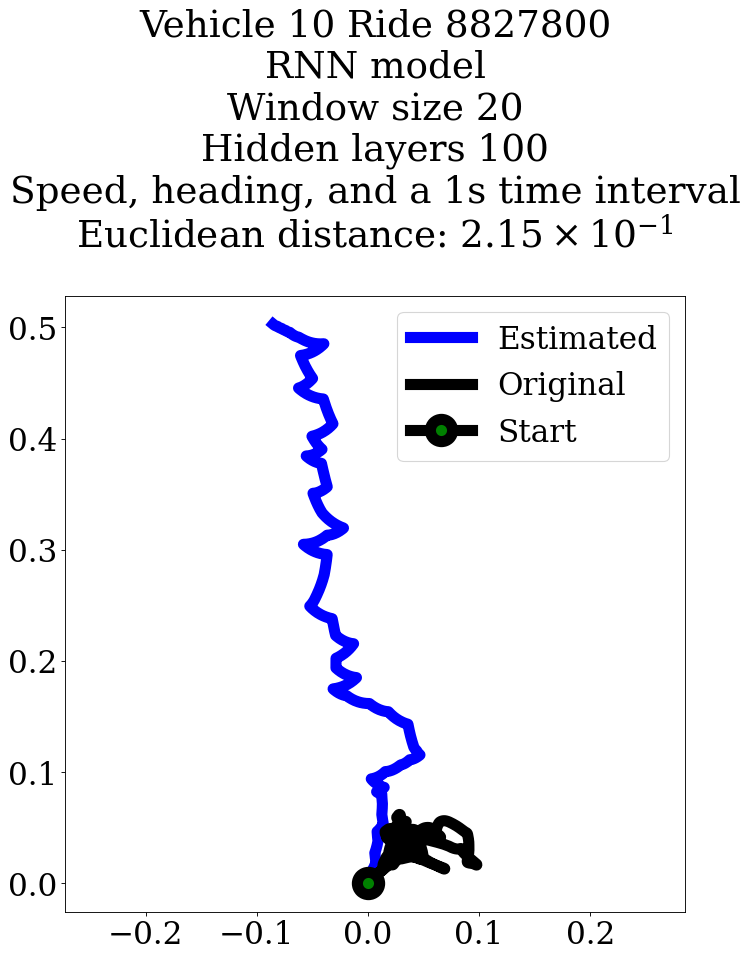 Vehicle 10 Ride 8827800
RNN model
Window size 20
Hidden layers 100
Speed, heading, and a 1s time interval
Euclidean distance: 2.15 × 10⁻¹
Estimated
Original
Start
0.5
0.4
0.3
0.2
0.1
0.0
−0.2 −0.1 0.0 0.1 0.2